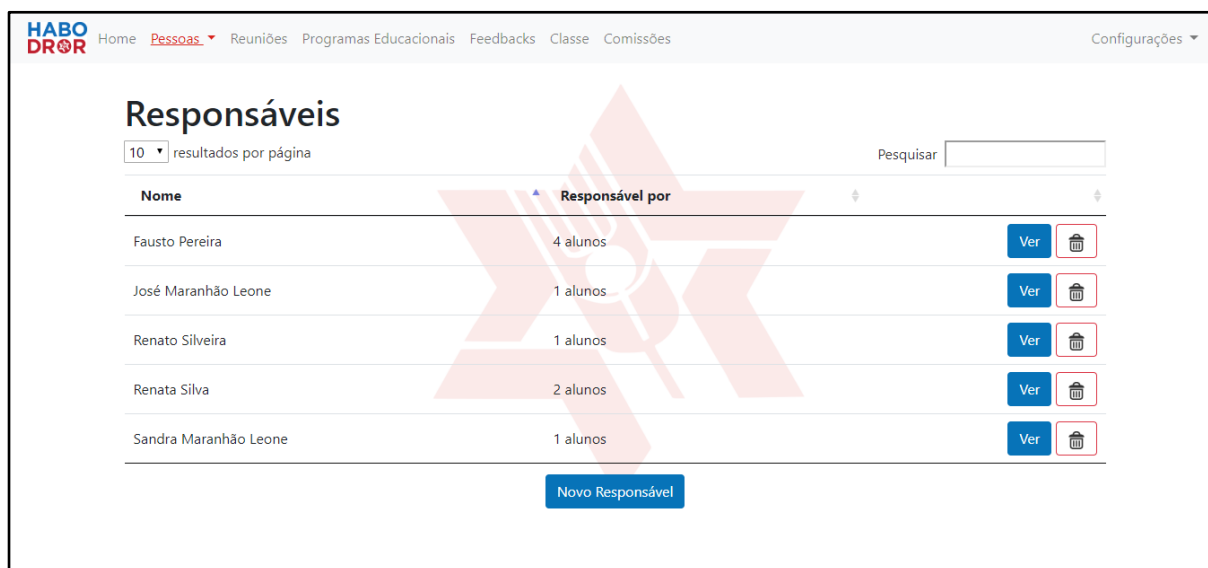 HABO
DROR Home Pessoas Reuniões Programas Educacionais Feedbacks Classe Comissões Configurações
Responsáveis
10 resultados por página Pesquisar
Nome Responsável por
Fausto Pereira 4 alunos Ver
José Maranhão Leone 1 alunos Ver
Renato Silveira 1 alunos Ver
Renata Silva 2 alunos Ver
Sandra Maranhão Leone 1 alunos Ver
Novo Responsável